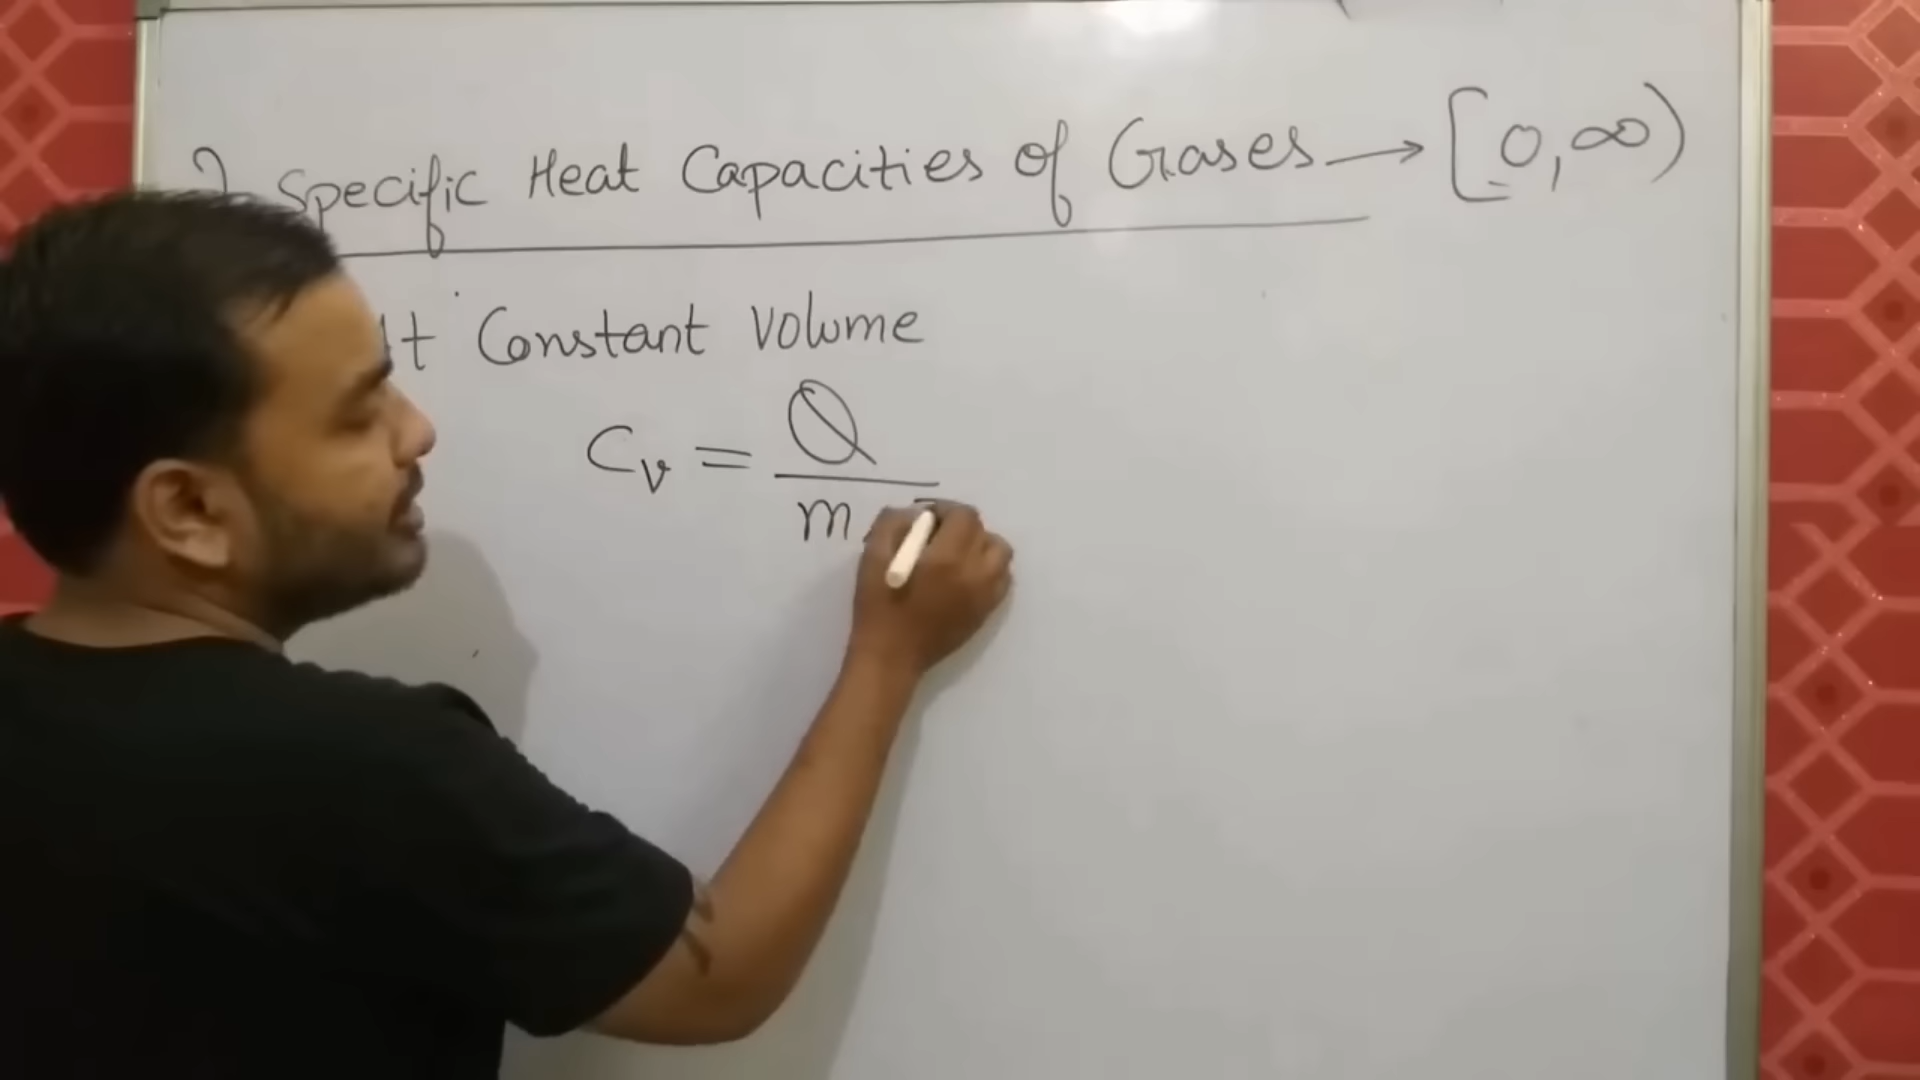 Specific Heat Capacities of Gases → [0, ∞)
At Constant Volume
Cv = Q
m